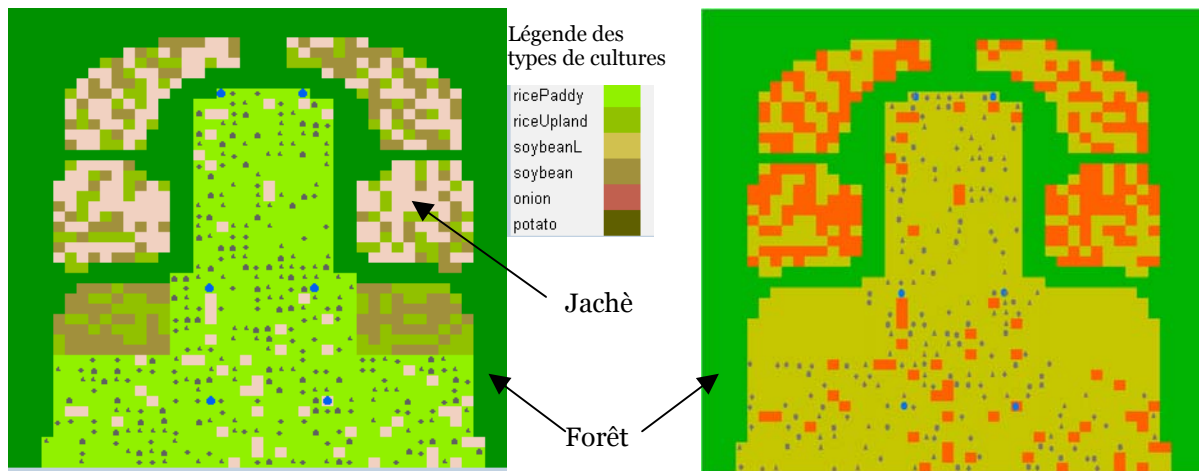 Légende des
types de cultures
ricePaddy
riceUpland
soybeanL
soybean
onion
potato
Jachè
Forêt